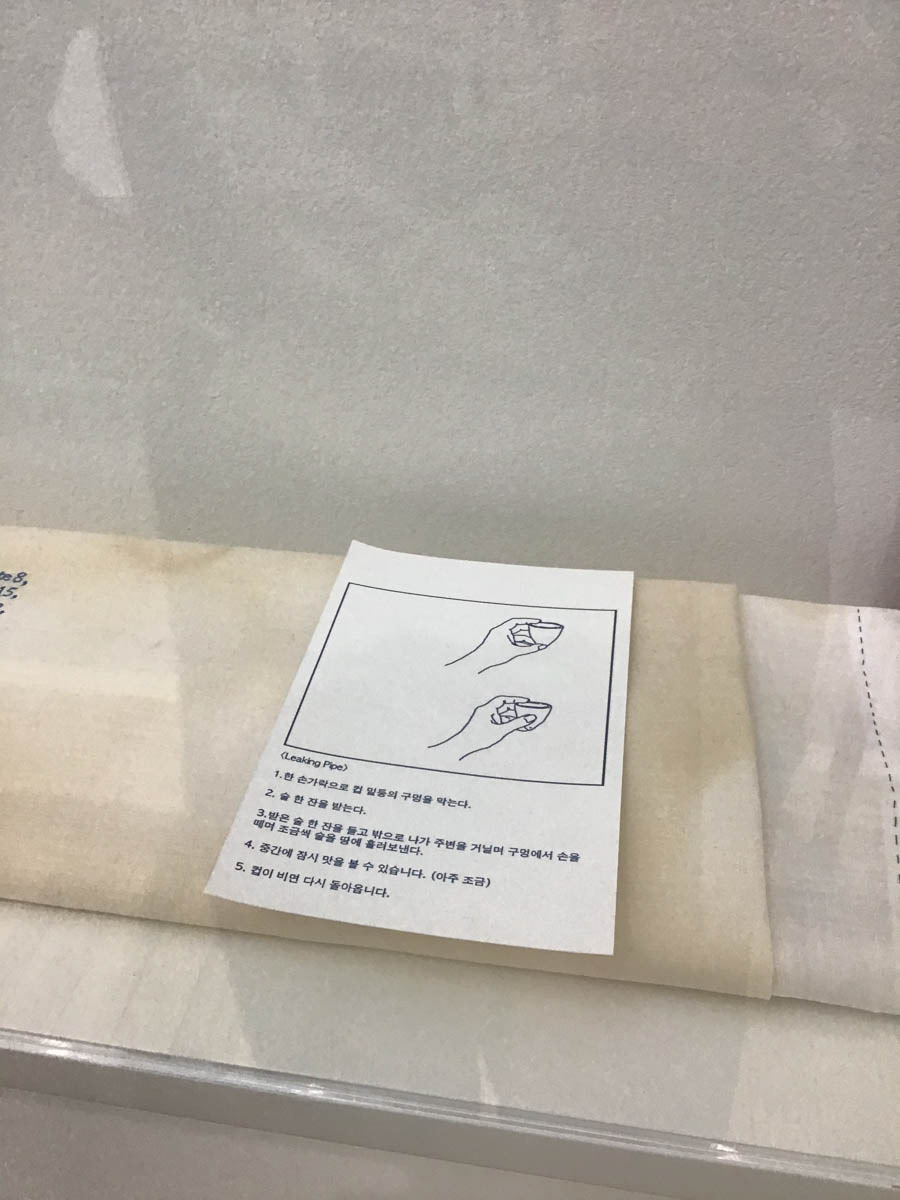 te8,
15,
〈Leaking Pipe〉
1.한 손가락으로 컵 밑동의 구멍을 막는다.
2. 술 한 잔을 받는다.
3.받은 술 한 잔을 들고 밖으로 나가 주변을 거닐며 구멍에서 손을
떼며 조금씩 술을 땅에 흘려보낸다.
4. 중간에 잠시 맛을 볼 수 있습니다. (아주 조금)
5. 컵이 비면 다시 돌아옵니다.